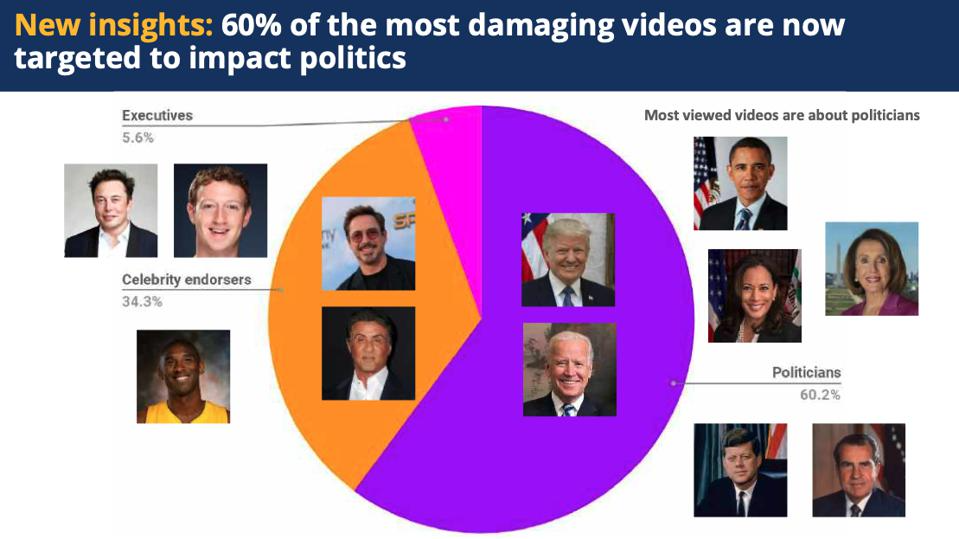 New insights: 60% of the most damaging videos are now
targeted to impact politics
Executives
5.6%
Most viewed videos are about politicians
Celebrity endorsers
34.3%
SP
Politicians
60.2%